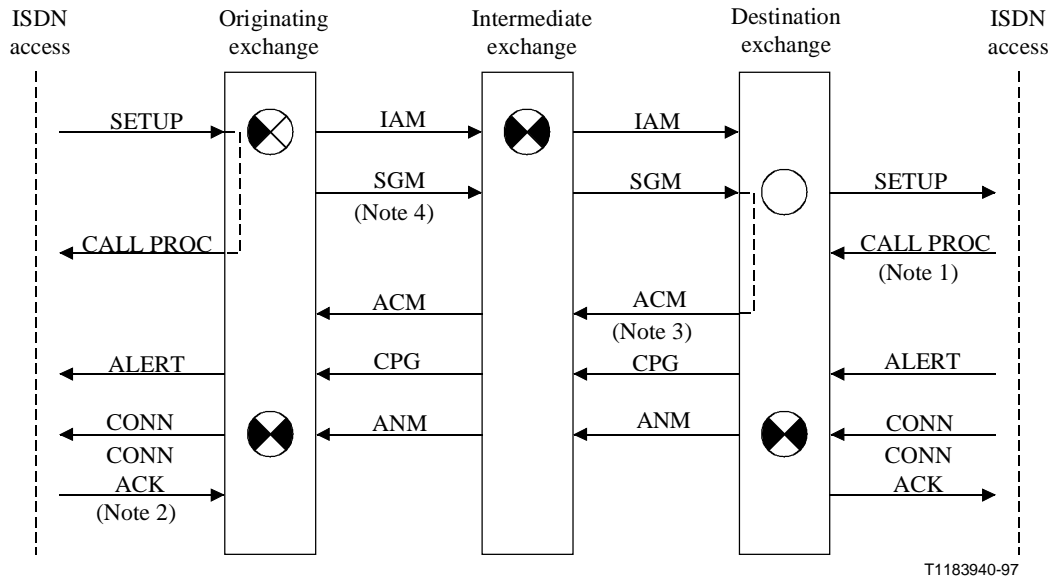 ISDN access
Originating exchange
Intermediate exchange
Destination exchange
ISDN access
SETUP
IAM
IAM
SGM
(Note 4)
SGM
SETUP
CALL PROC
CALL PROC
(Note 1)
ACM
ACM
(Note 3)
ALERT
CPG
CPG
ALERT
CONN
ANM
ANM
CONN
CONN
ACK
(Note 2)
CONN
ACK
T1183940-97